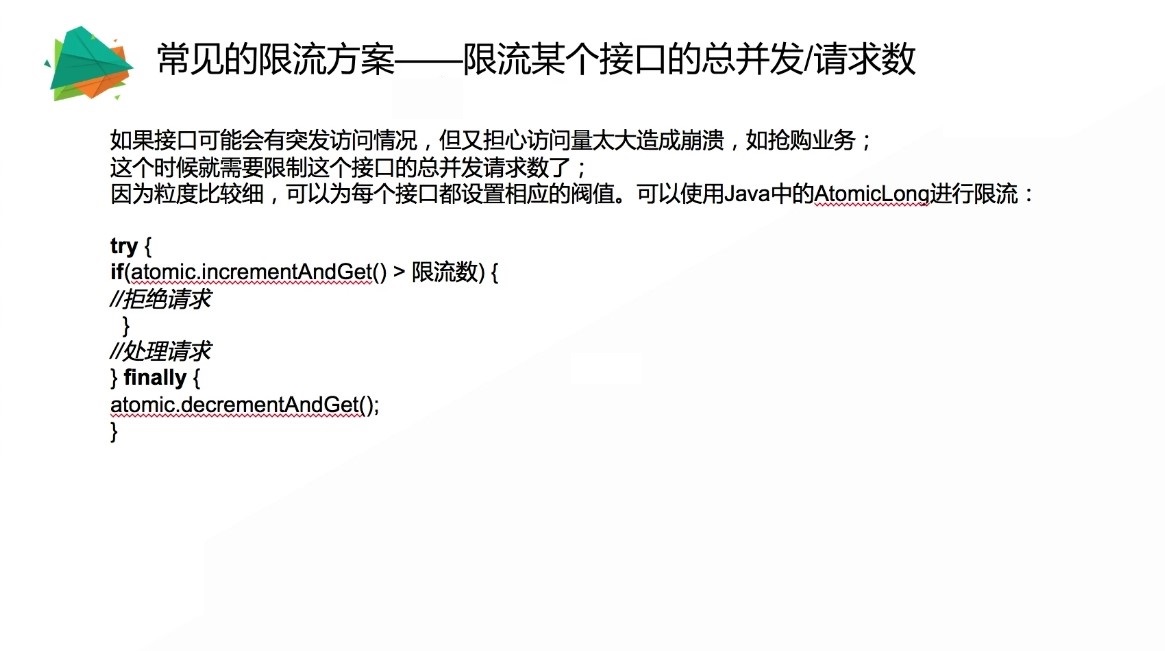 常见的限流方案——限流某个接口的总并发/请求数
如果接口可能会有突发访问情况，但又担心访问量太大造成崩溃，如抢购业务；
这个时候就需要限制这个接口的总并发请求数了；
因为粒度比较细，可以为每个接口都设置相应的阀值。可以使用Java中的AtomicLong进行限流：
try {
if(atomic.incrementAndGet() > 限流数) {
//拒绝请求
}
//处理请求
} finally {
atomic.decrementAndGet();
}